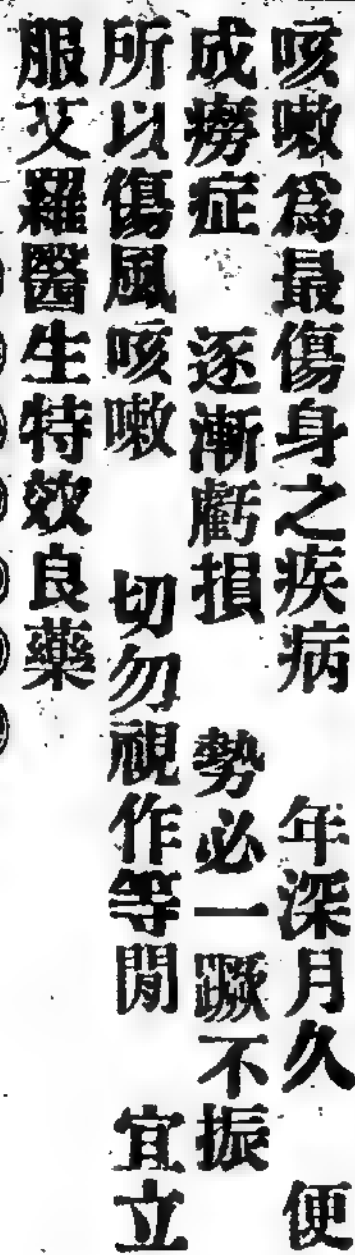 咳嗽爲最傷身之疾病　年深月久　便
成癆症　逐漸虧損　勢必一蹶不振
所以傷風咳嗽　切勿視作等閒　宜立
服艾羅醫生特效良藥